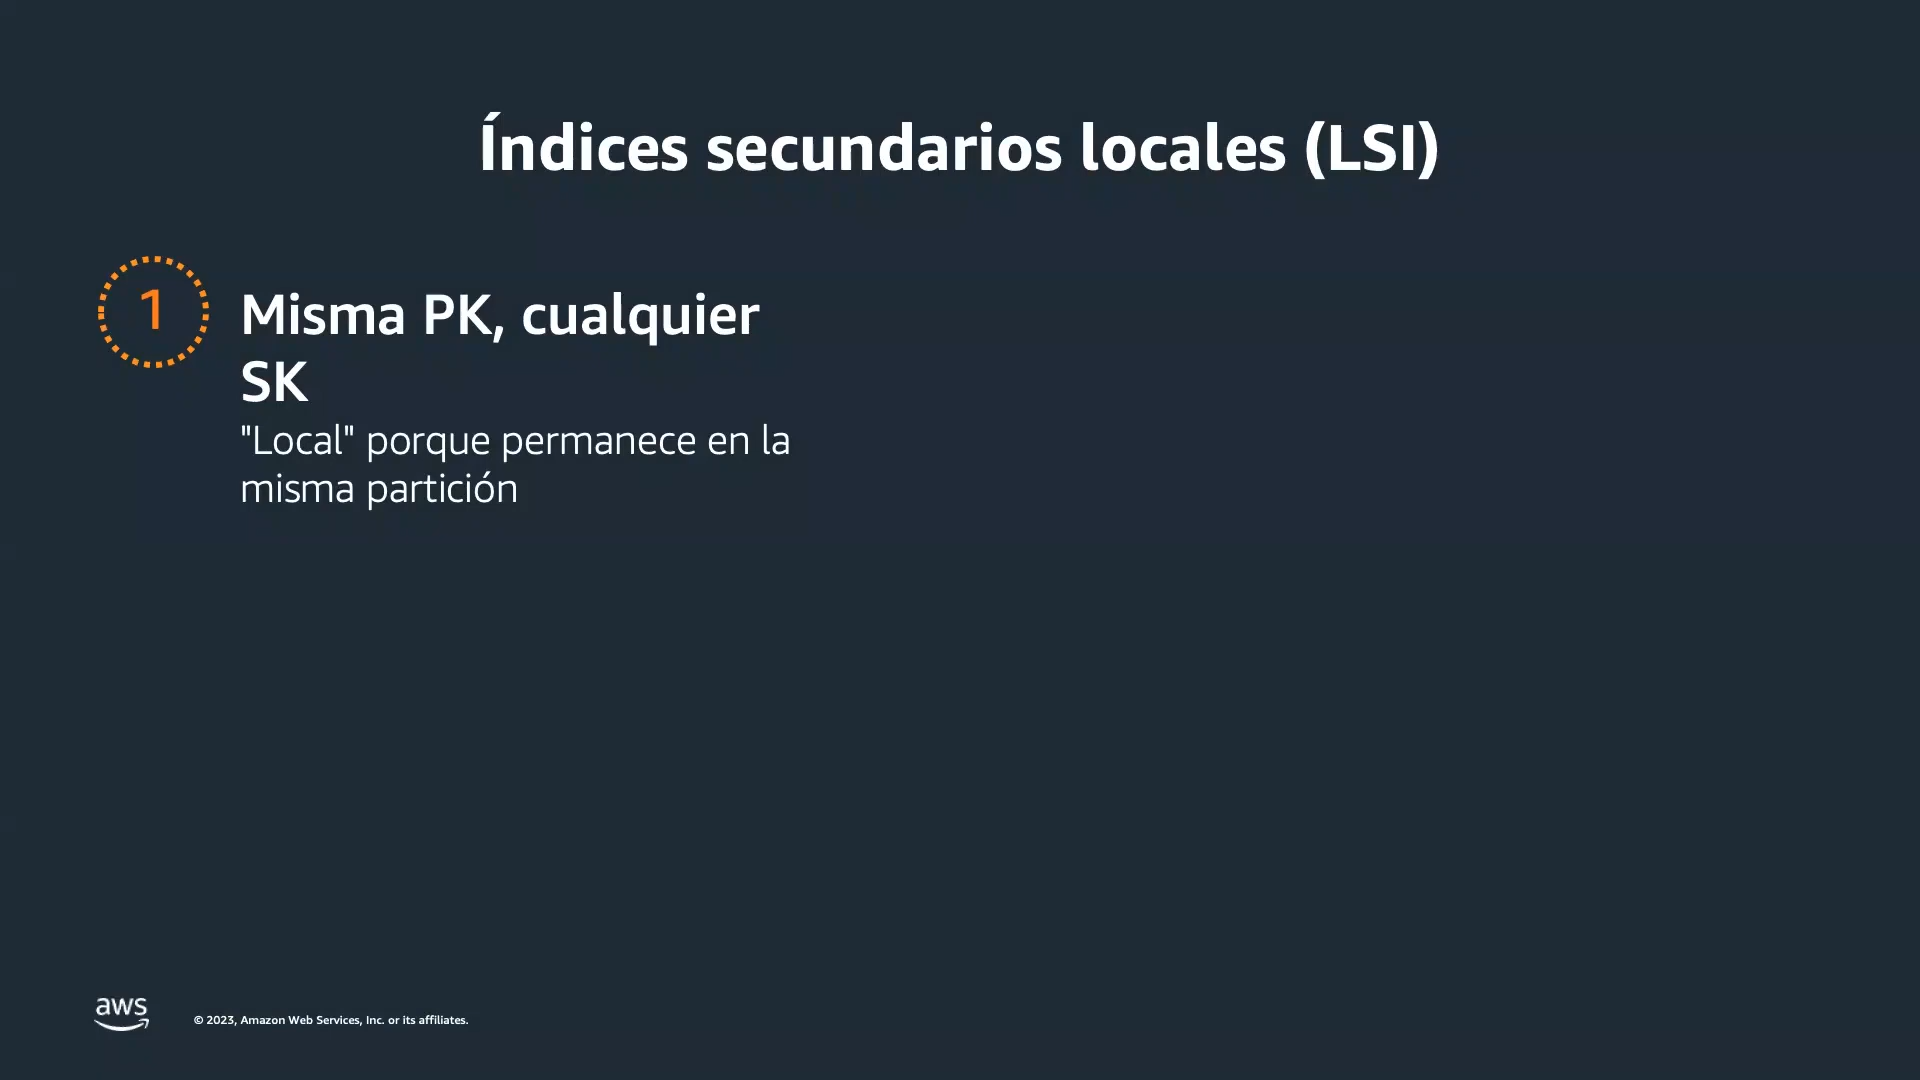 Índices secundarios locales (LSI)
1
Misma PK, cualquier
SK
"Local" porque permanece en la
misma partición
aws
© 2023, Amazon Web Services, Inc. or its affiliates.